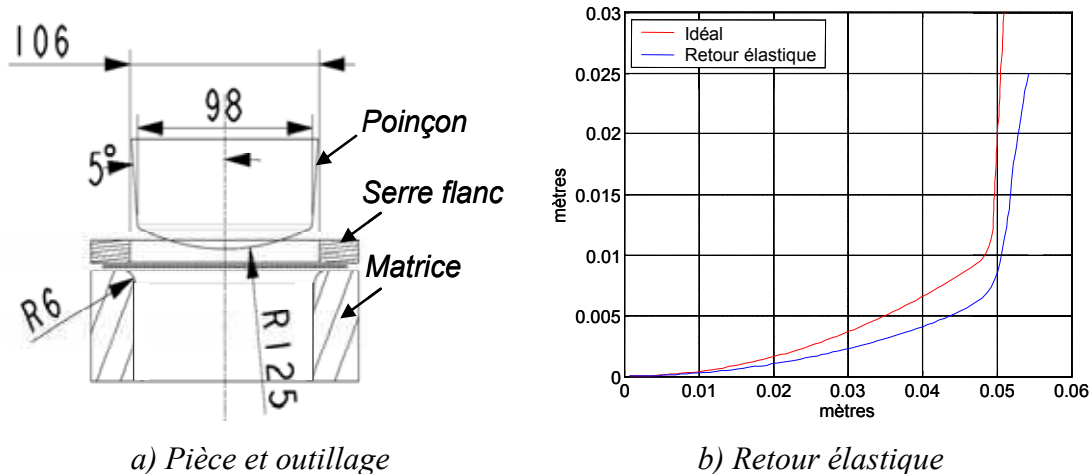 106
98
5°
Poinçon
Serre flanc
Matrice
R6
R125
a) Pièce et outillage
0.03
0.025
0.02
0.015
0.01
0.005
0
mètres
Idéal
Retour élastique
0 0.01 0.02 0.03 0.04 0.05 0.06
mètres
b) Retour élastique